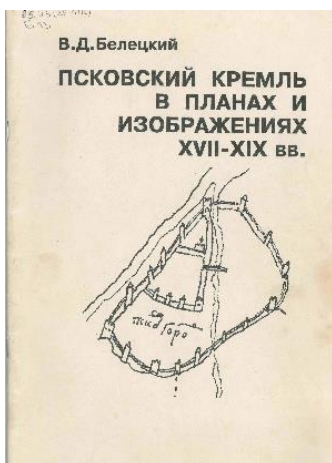 В.Д.Белецкий
ПСКОВСКИЙ КРЕМЛЬ
В ПЛАНАХ И
ИЗОБРАЖЕНИЯХ
XVII-XIX вв.